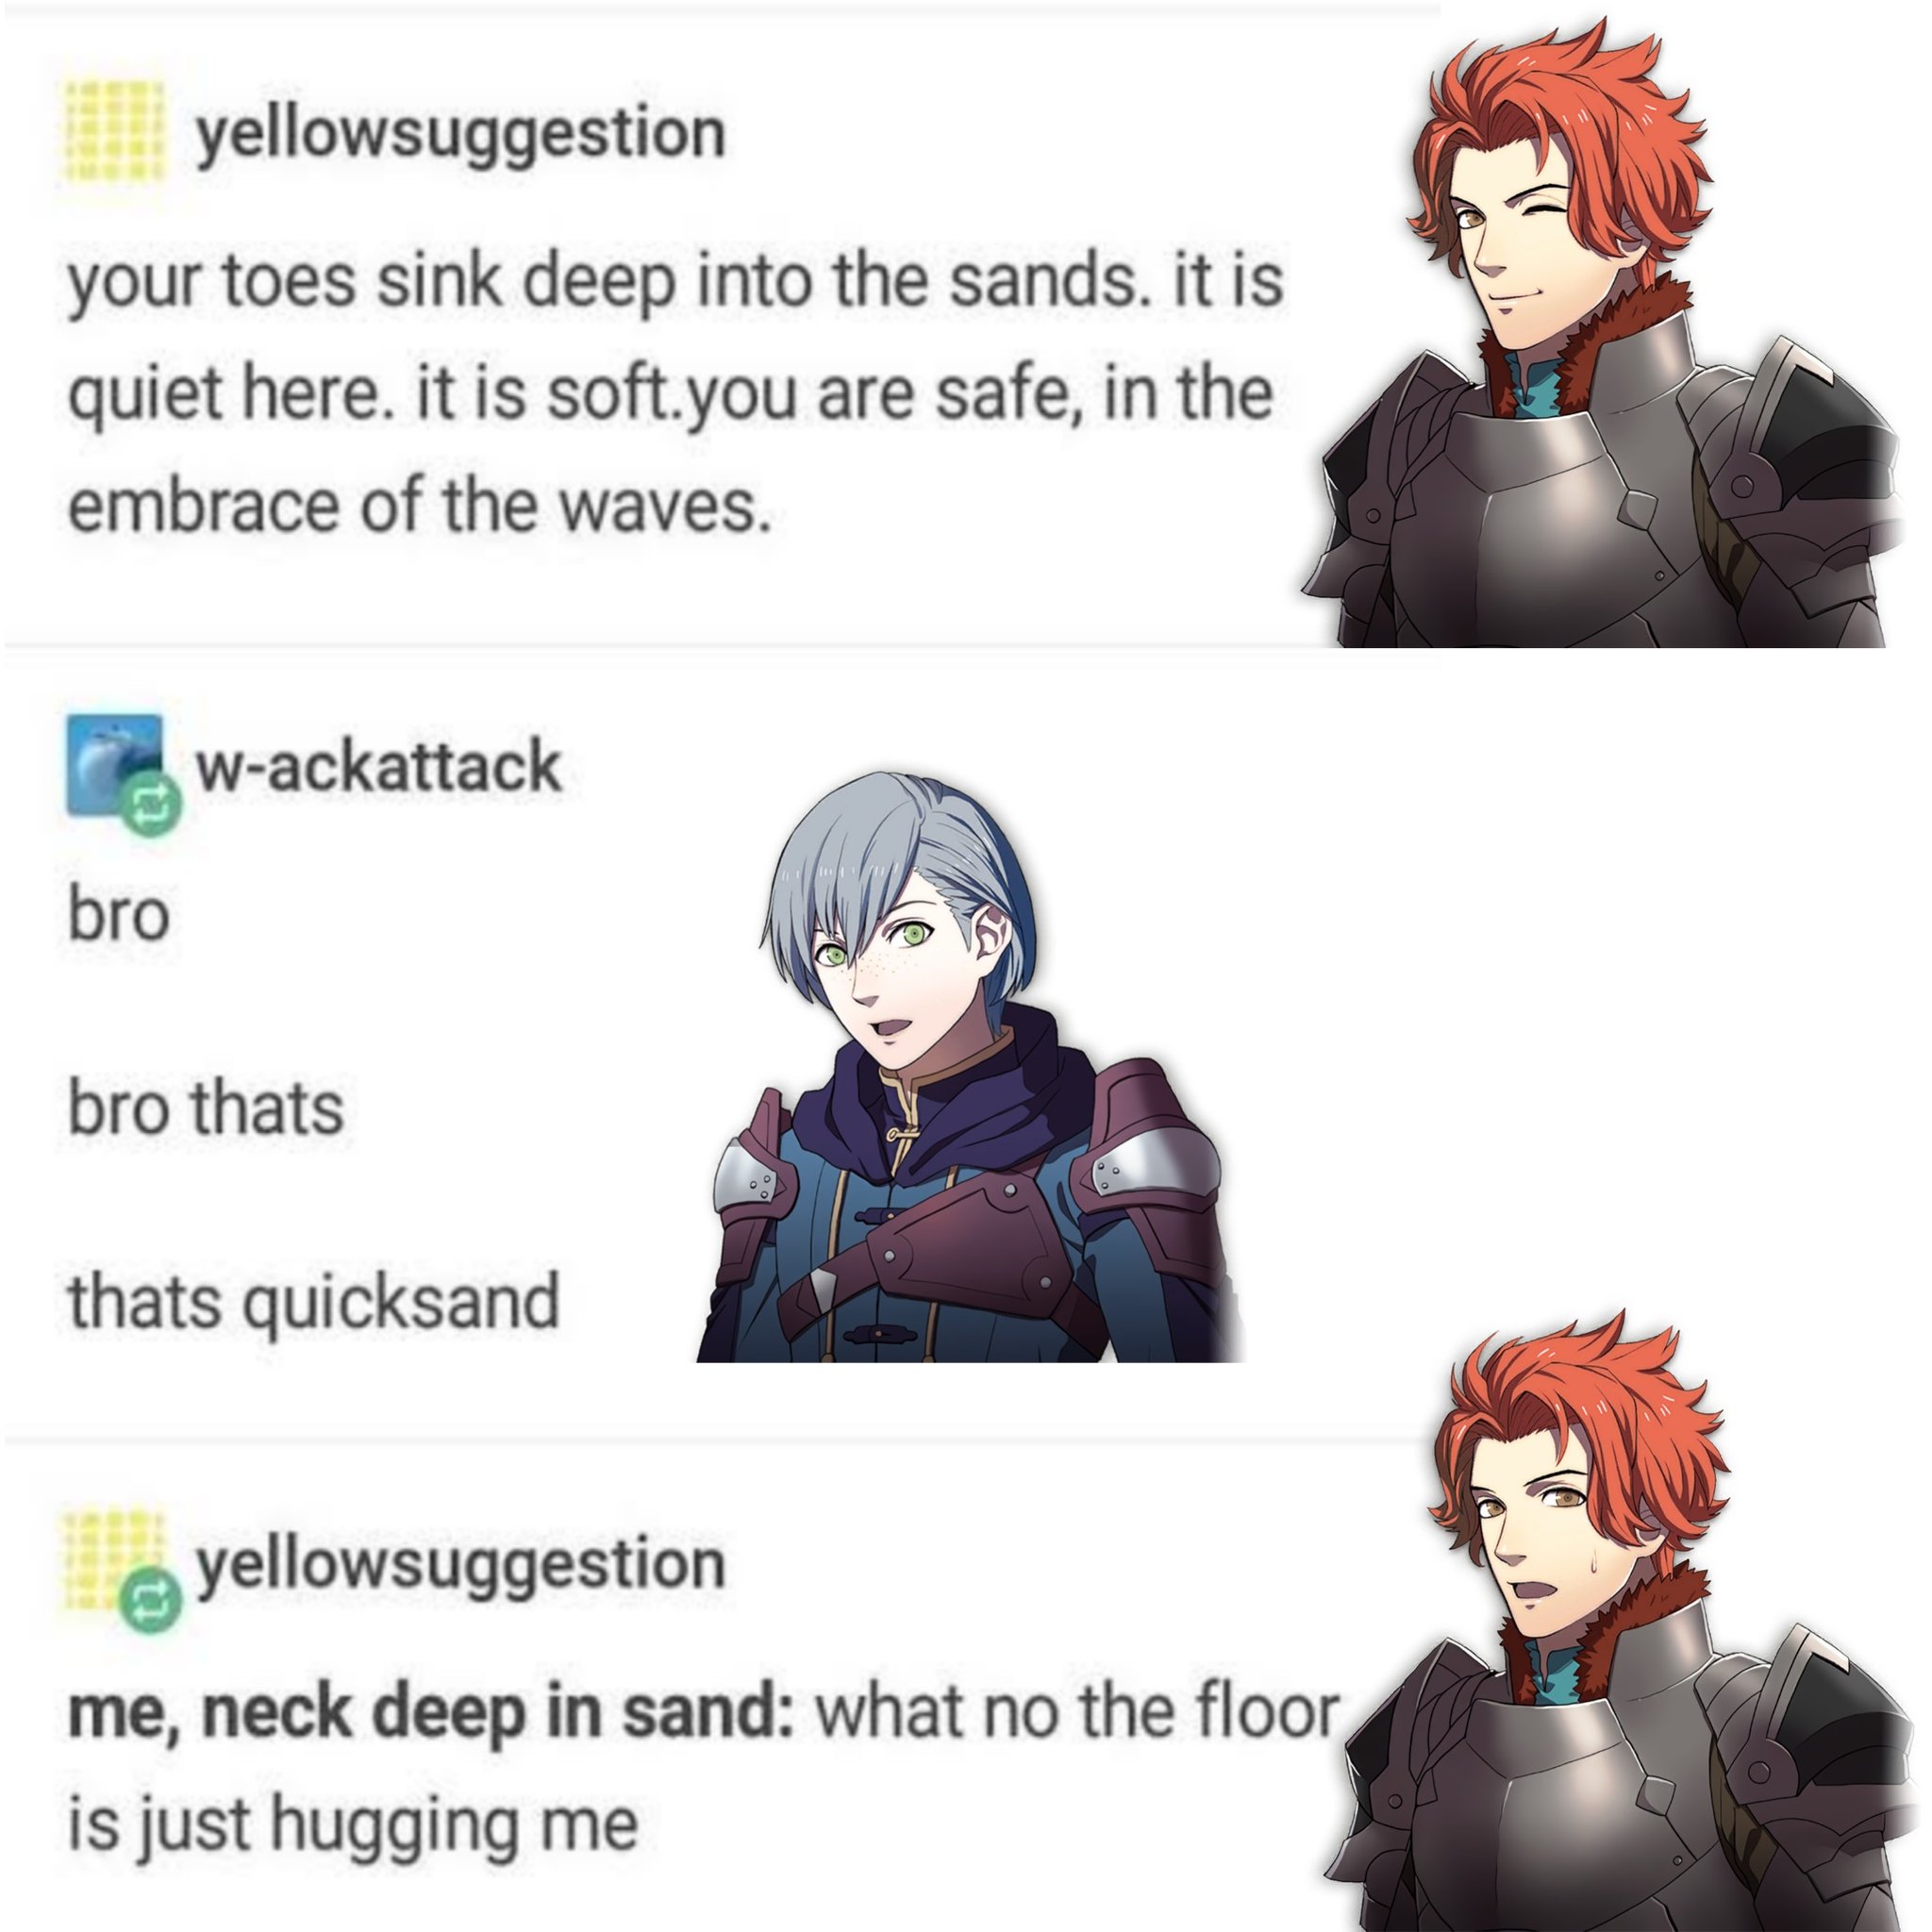 yellowsuggestion
your toes sink deep into the sands. it is
quiet here. it is soft.you are safe, in the
embrace of the waves.
w-ackattack
bro
bro thats
thats quicksand
yellowsuggestion
me, neck deep in sand: what no the floor
is just hugging me